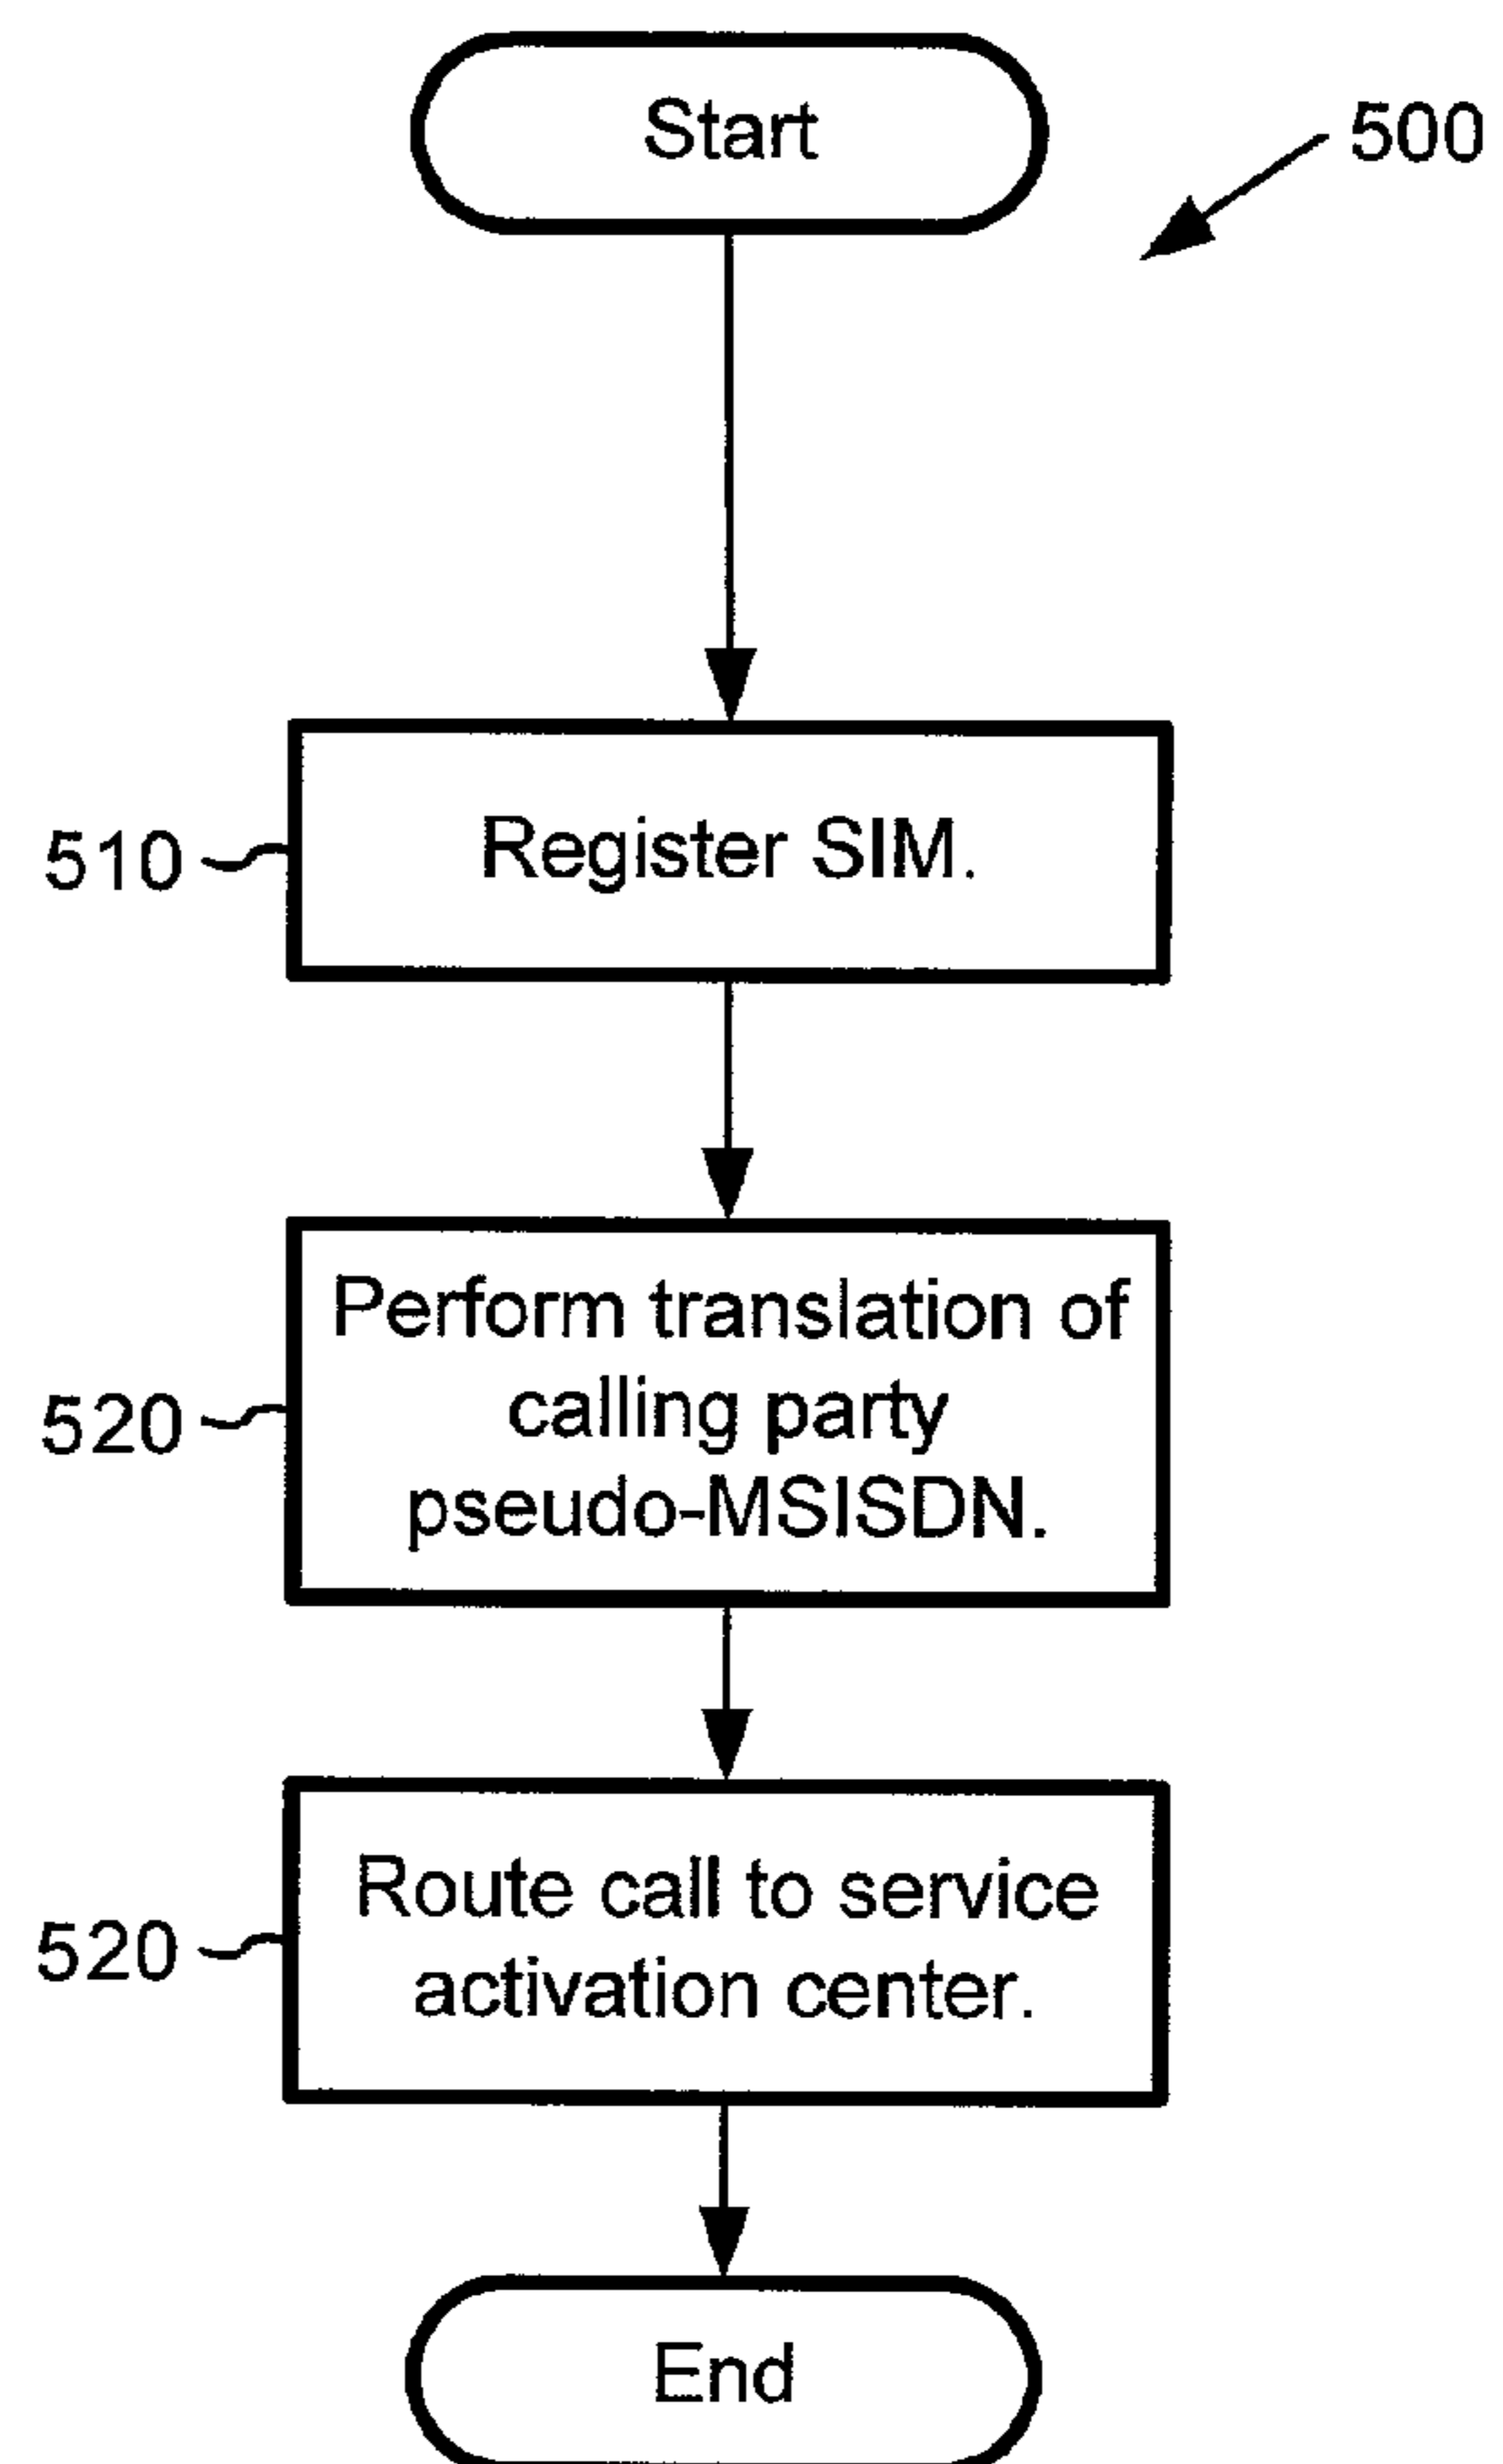 Start
500
510
Register SIM.
520
Perform translation of
calling party
pseudo-MSISDN.
520
Route call to service
activation center.
End